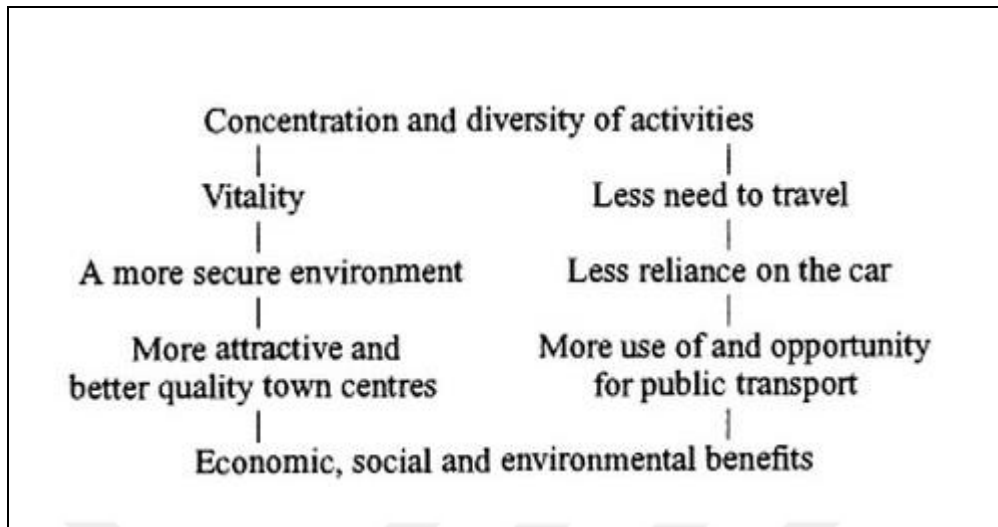 Concentration and diversity of activities
Vitality
Less need to travel
A more secure environment
Less reliance on the car
More attractive and
better quality town centres
More use of and opportunity
for public transport
Economic, social and environmental benefits